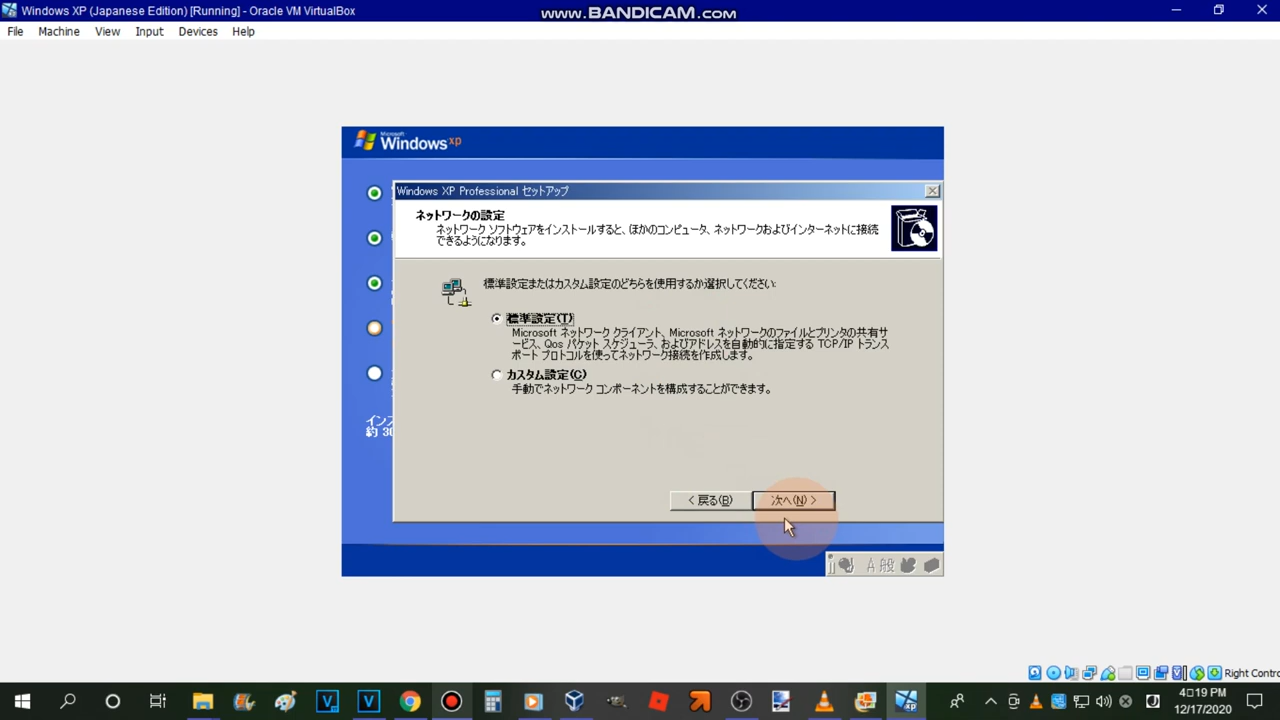 Windows XP (Japanese Edition) [Running] - Oracle VM VirtualBox
www.BANDICAM.com
File Machine View Input Devices Help
Microsoft
Windows xp
Windows XP Professional セットアップ
ネットワークの設定
ネットワーク ソフトウェアをインストールすると、ほかのコンピュータ、ネットワークおよびインターネットに接続
できるようになります。
標準設定またはカスタム設定のどちらを使用するか選択してください:
標準設定(T)
Microsoft ネットワーク クライアント、Microsoft ネットワークのファイルとプリンタの共有サ
ービス、Qos パケット スケジューラ、およびアドレスを自動的に指定する TCP/IP トランス
ポート プロトコルを使ってネットワーク接続を作成します。
カスタム設定(C)
手動でネットワーク コンポーネントを構成することができます。
インス
約 30
< 戻る(B)
次へ(N) >
A 般
Right Contro
4:19 PM
12/17/2020